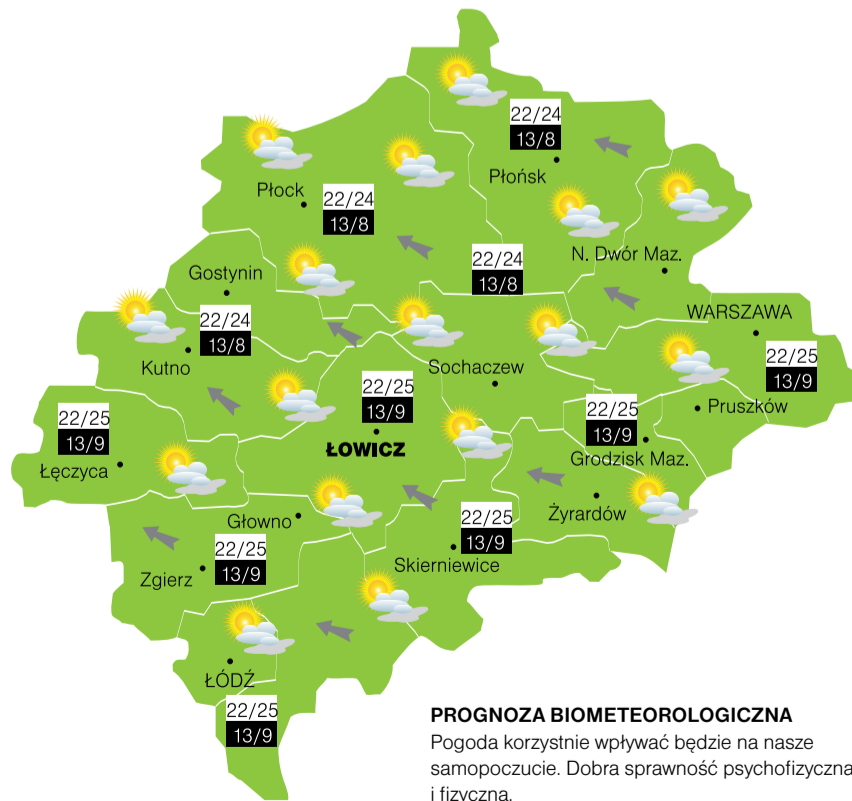 22/24
13/8
Płońsk
Płock
22/24
13/8
N. Dwór Maz.
22/24
13/8
Gostynin
WARSZAWA
22/24
13/8
Kutno
Sochaczew
22/25
13/9
22/25
13/9
ŁOWICZ
22/25
13/9
Pruszków
22/25
13/9
Łęczyca
Grodzisk Maz.
Żyrardów
Głowno
22/25
13/9
Skierniewice
22/25
13/9
Zgierz
ŁÓDŹ
22/25
13/9
PROGNOZA BIOMETEOROLOGICZNA
Pogoda korzystnie wpływać będzie na nasze
samopoczucie. Dobra sprawność psychofizyczna
i fizyczna.